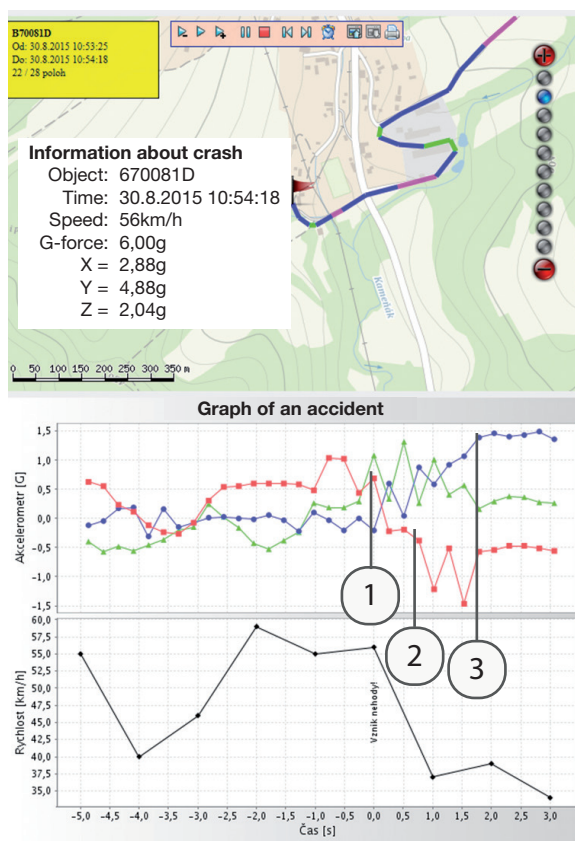 B70081D
Od: 30.8.2015 10:53:25
Do: 30.8.2015 10:54:18
22 / 28 poloh
Information about crash
Object: 670081D
Time: 30.8.2015 10:54:18
Speed: 56km/h
G-force: 6,00g
X = 2,88g
Y = 4,88g
Z = 2,04g
Kameňák
0 50 100 150 200 250 300 350 m
Graph of an accident
Akcelerometr [G]
1,5
1,0
0,5
0,0
-0,5
-1,0
-1,5
1
2
3
Rychlost [km/h]
60,0
57,5
55,0
52,5
50,0
47,5
45,0
42,5
40,0
37,5
35,0
Vznik nehody!
-5,0 -4,5 -4,0 -3,5 -3,0 -2,5 -2,0 -1,5 -1,0 -0,5 0,0 0,5 1,0 1,5 2,0 2,5 3,0
Čas [s]